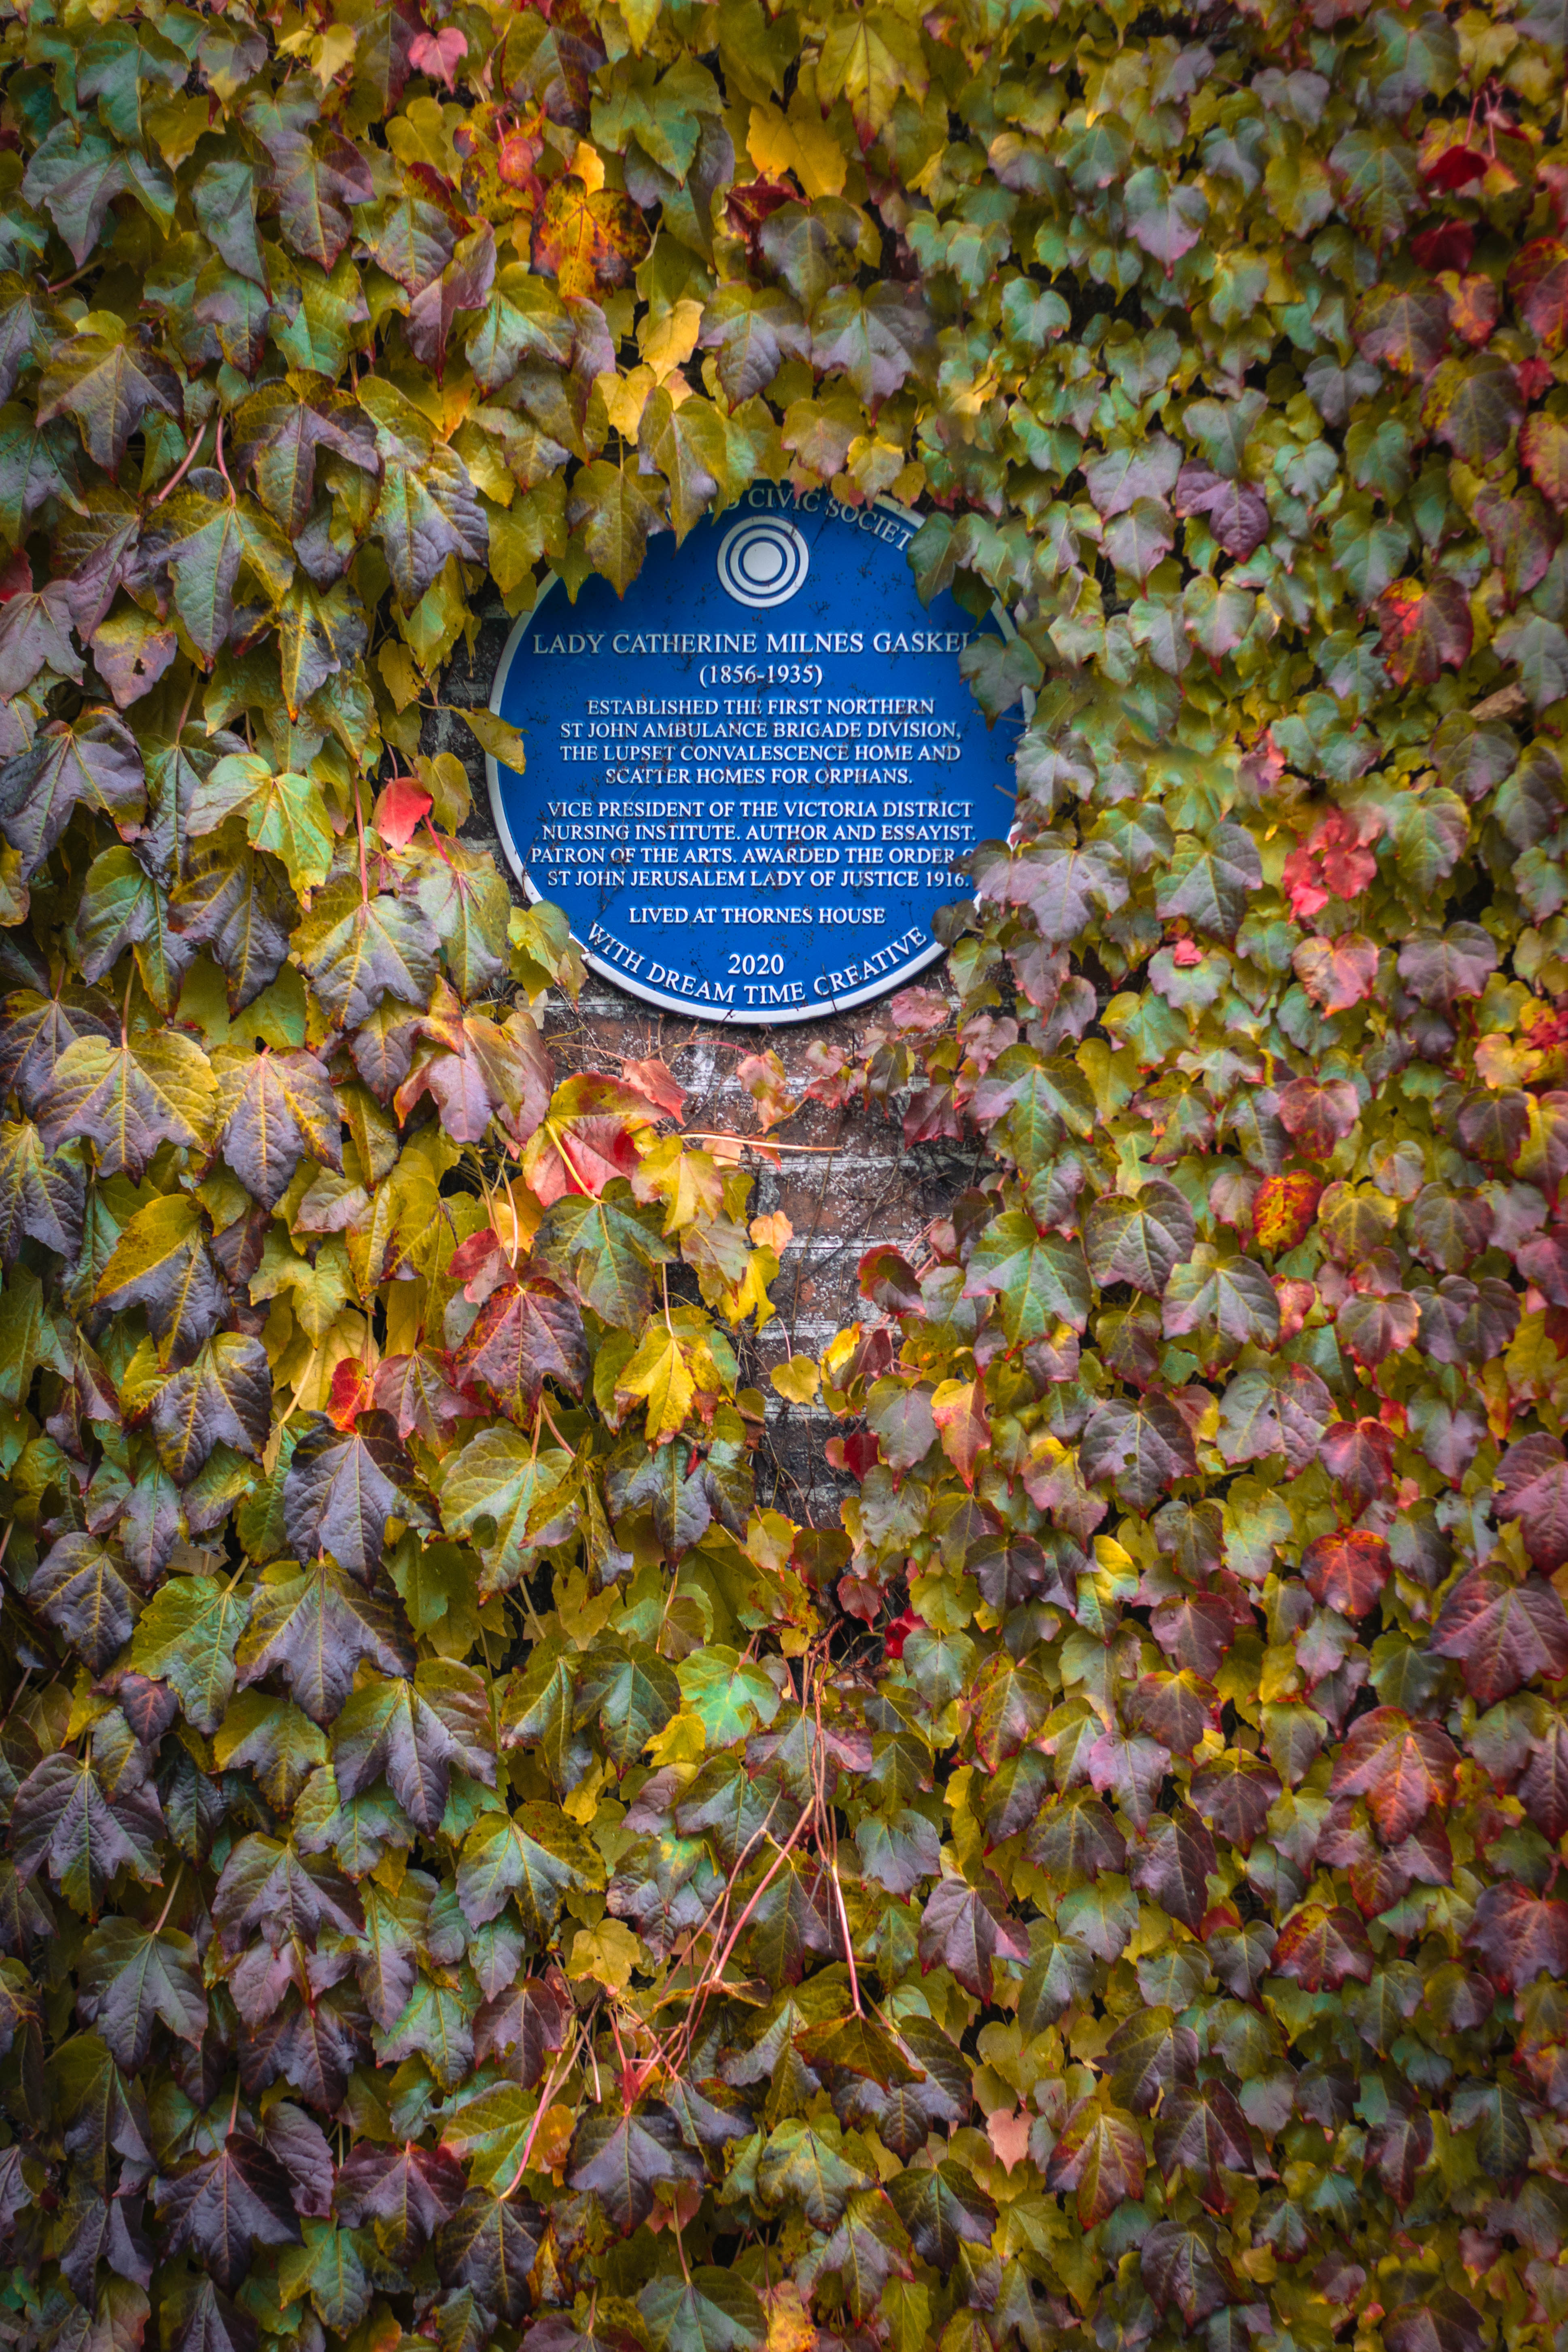 CIVIC SOCIET
LADY CATHERINE MILNES GASKEL
(1856-1935)
ESTABLISHED THE FIRST NORTHERN
ST JOHN AMBULANCE BRIGADE DIVISION,
THE LUPSET CONVALESCENCE HOME AND
SCATTER HOMES FOR ORPHANS.
VICE PRESIDENT OF THE VICTORIA DISTRICT
NURSING INSTITUTE. AUTHOR AND ESSAYIST.
PATRON OF THE ARTS. AWARDED THE ORDER
ST JOHN JERUSALEM LADY OF JUSTICE 1916.
LIVED AT THORNES HOUSE
2020
WITH DREAM TIME CREATIVE